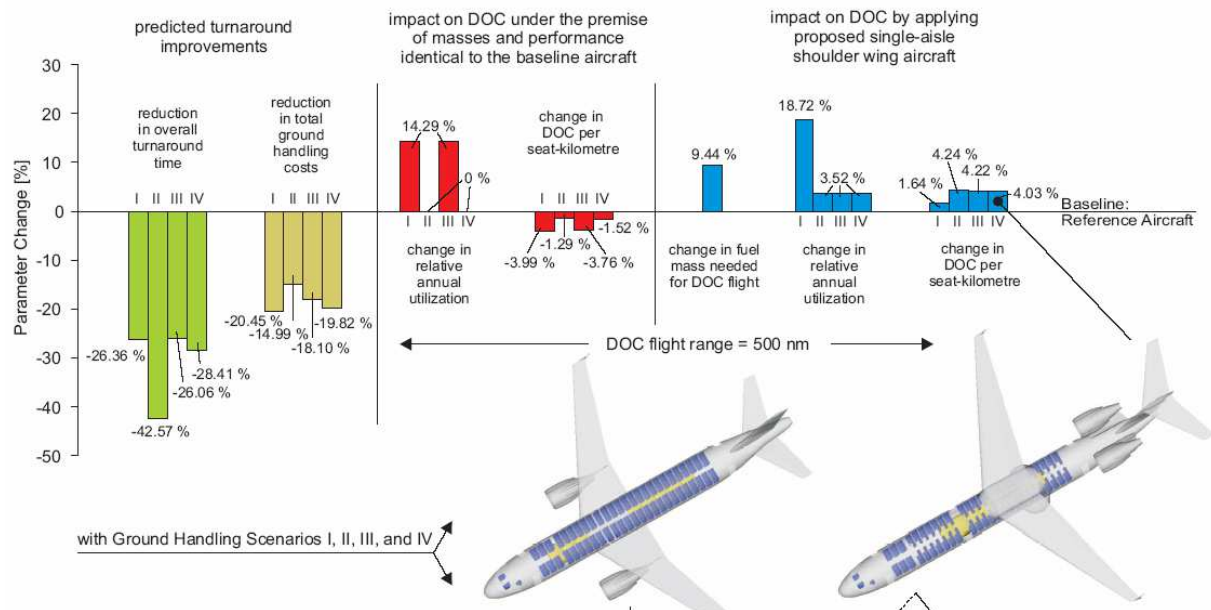 predicted turnaround
improvements
impact on DOC under the premise
of masses and performance
identical to the baseline aircraft
impact on DOC by applying
proposed single-aisle
shoulder wing aircraft
Parameter Change [%]
30
20
10
0
-10
-20
-30
-40
-50
reduction
in overall
turnaround
time
I II III IV
-26.36 %
-42.57 %
-26.06 %
-28.41 %
reduction
in total
ground
handling
costs
I II III IV
-20.45 %
-14.99 %
-18.10 %
-19.82 %
14.29 %
0 %
I II III IV
change in
relative
annual
utilization
change in
DOC per
seat-kilometre
I II III IV
-3.99 %
-1.29 %
-3.76 %
-1.52 %
9.44 %
change in fuel
mass needed
for DOC flight
18.72 %
3.52 %
I II III IV
change in
relative
annual
utilization
1.64 %
4.24 %
4.22 %
4.03 %
I II III IV
change in
DOC per
seat-kilometre
Baseline:
Reference Aircraft
DOC flight range = 500 nm
with Ground Handling Scenarios I, II, III, and IV